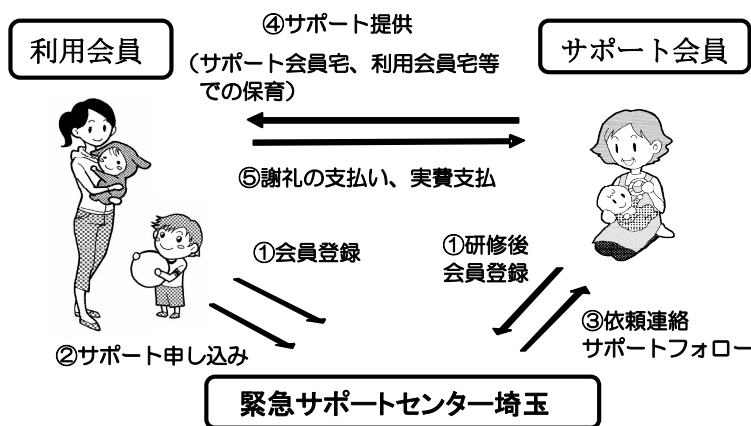 利用会員
④サポート提供
(サポート会員宅、利用会員宅等
での保育)
サポート会員
⑤謝礼の支払い、実費支払
①会員登録
①研修後
会員登録
②サポート申し込み
③依頼連絡
サポートフォロー
緊急サポートセンター埼玉